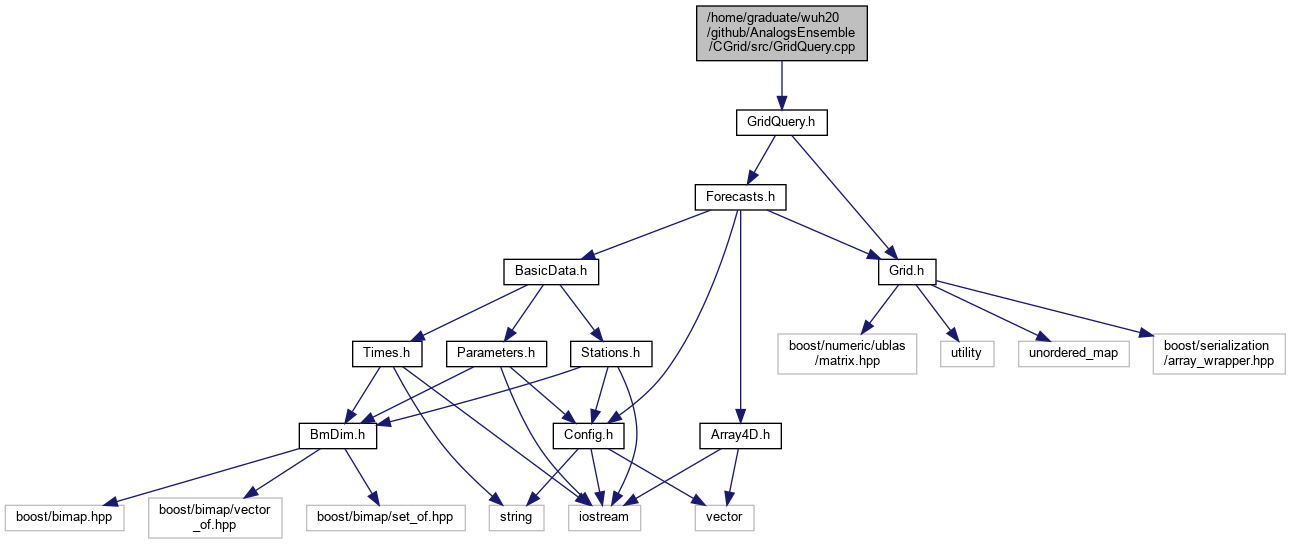 /home/graduate/wuh20
/github/AnalogsEnsemble
/CGrid/src/GridQuery.cpp
GridQuery.h
Forecasts.h
BasicData.h
Grid.h
Times.h
Parameters.h
Stations.h
boost/numeric/ublas
/matrix.hpp
utility
unordered_map
boost/serialization
/array_wrapper.hpp
BmDim.h
Config.h
Array4D.h
boost/bimap.hpp
boost/bimap/vector
_of.hpp
boost/bimap/set_of.hpp
string
iostream
vector